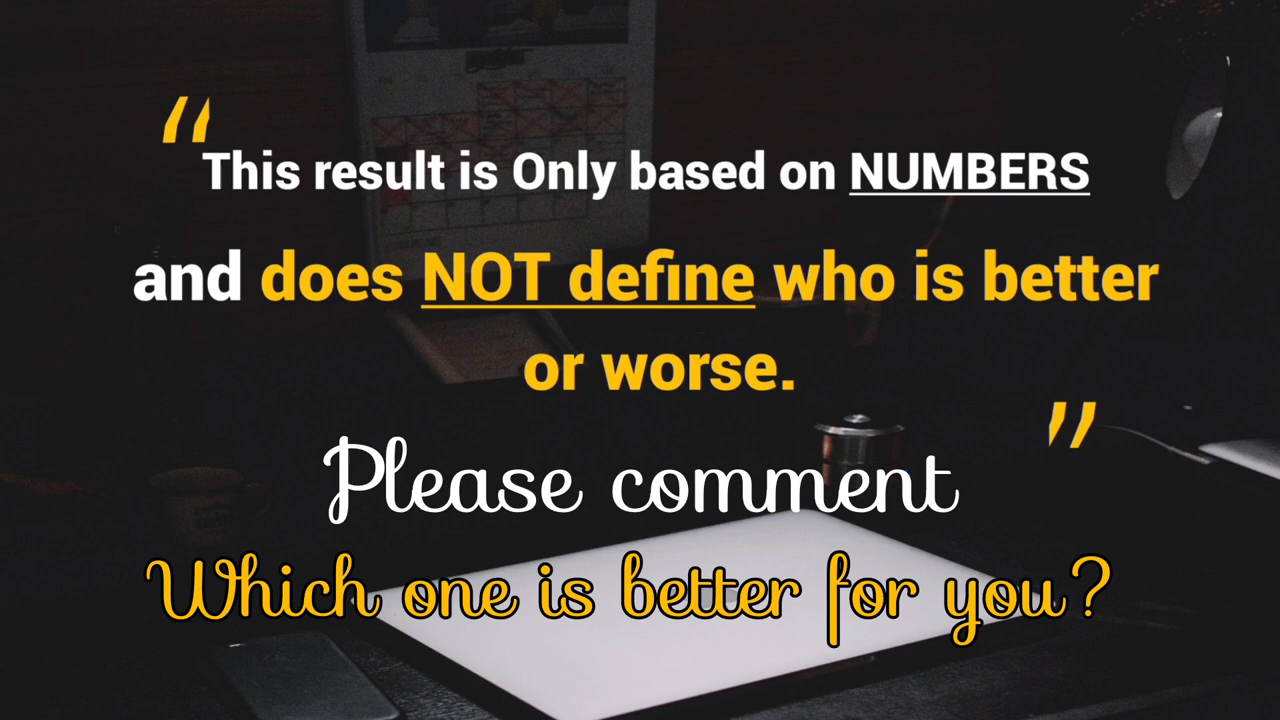 “This result is Only based on NUMBERS
and does NOT define who is better
or worse.”
Please comment
Which one is better for you?